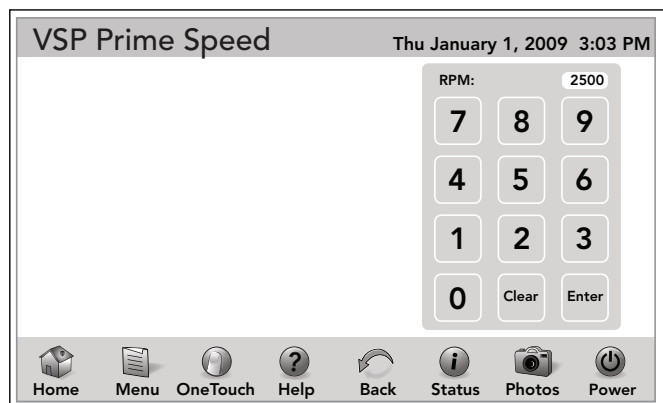 VSP Prime Speed
Thu January 1, 2009 3:03 PM
RPM: 2500
7 8 9
4 5 6
1 2 3
0 Clear Enter
? i
Home Menu OneTouch Help Back Status Photos Power